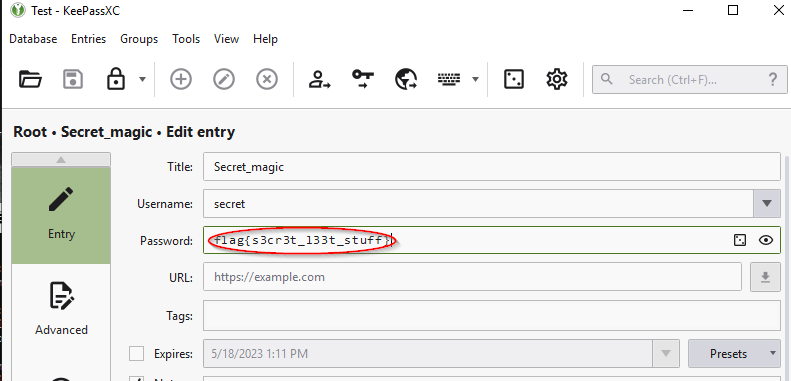 Test - KeePassXC
Database Entries Groups Tools View Help
Search (Ctrl+F)... ?
Root • Secret_magic • Edit entry
Title: Secret_magic
Username: secret
Entry
Password: flag{s3cr3t_l33t_stuff}
URL: https://example.com
Tags:
Advanced
Expires: 5/18/2023 1:11 PM Presets